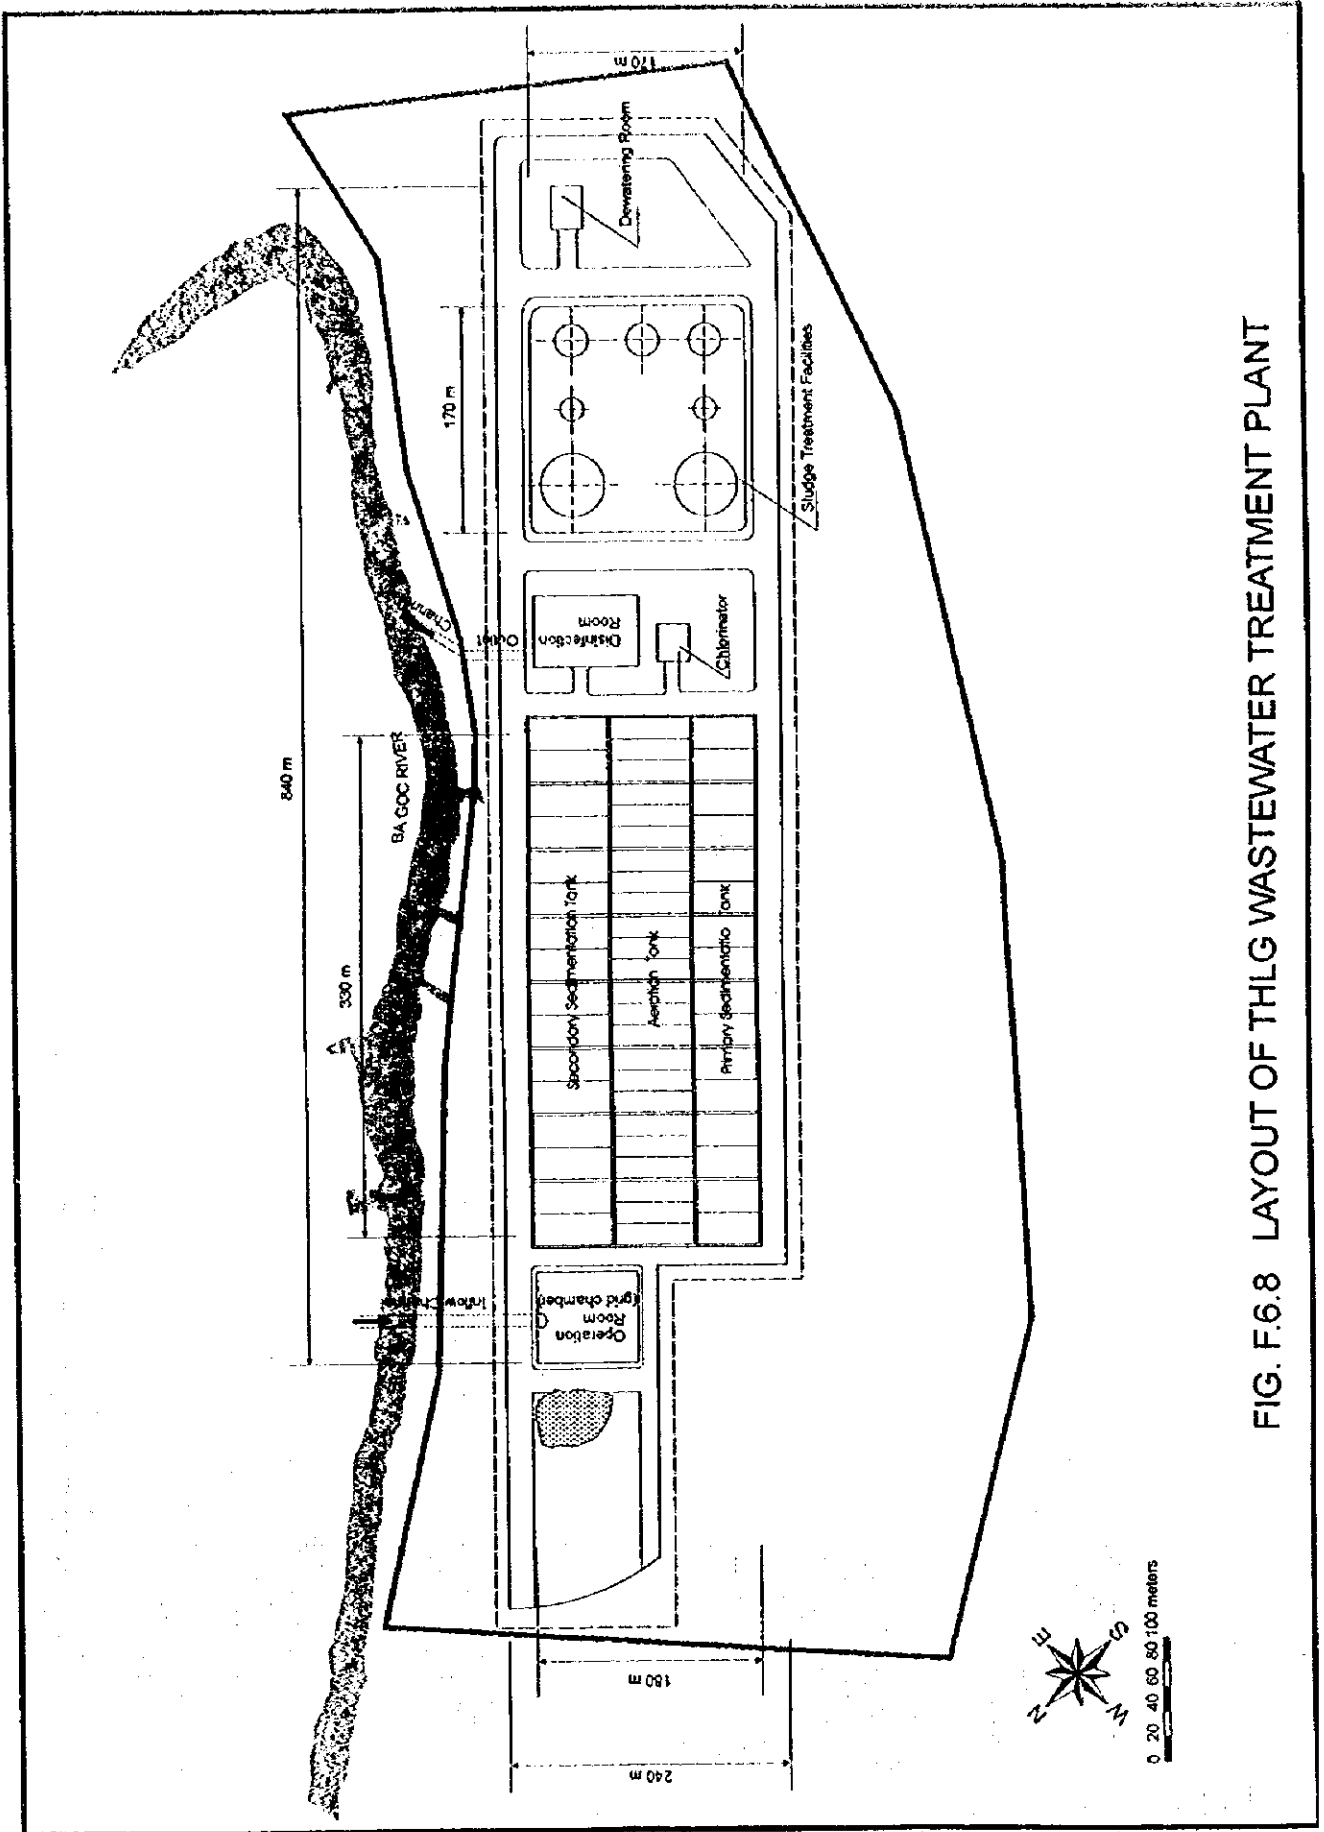 840 m
330 m
BA GOC RIVER
170 m
170 m
Inflow
Outlet
Operation
Room
(grid chamber)
Secondary Sedimentation Tank
Aeration Tank
Primary Sedimentatio Tank
Disinfection
Room
Chlorinator
Sludge Treatment Facilities
Dewatering Room
180 m
240 m
N
E
S
W
0 20 40 60 80 100 meters
FIG. F.6.8 LAYOUT OF THLG WASTEWATER TREATMENT PLANT